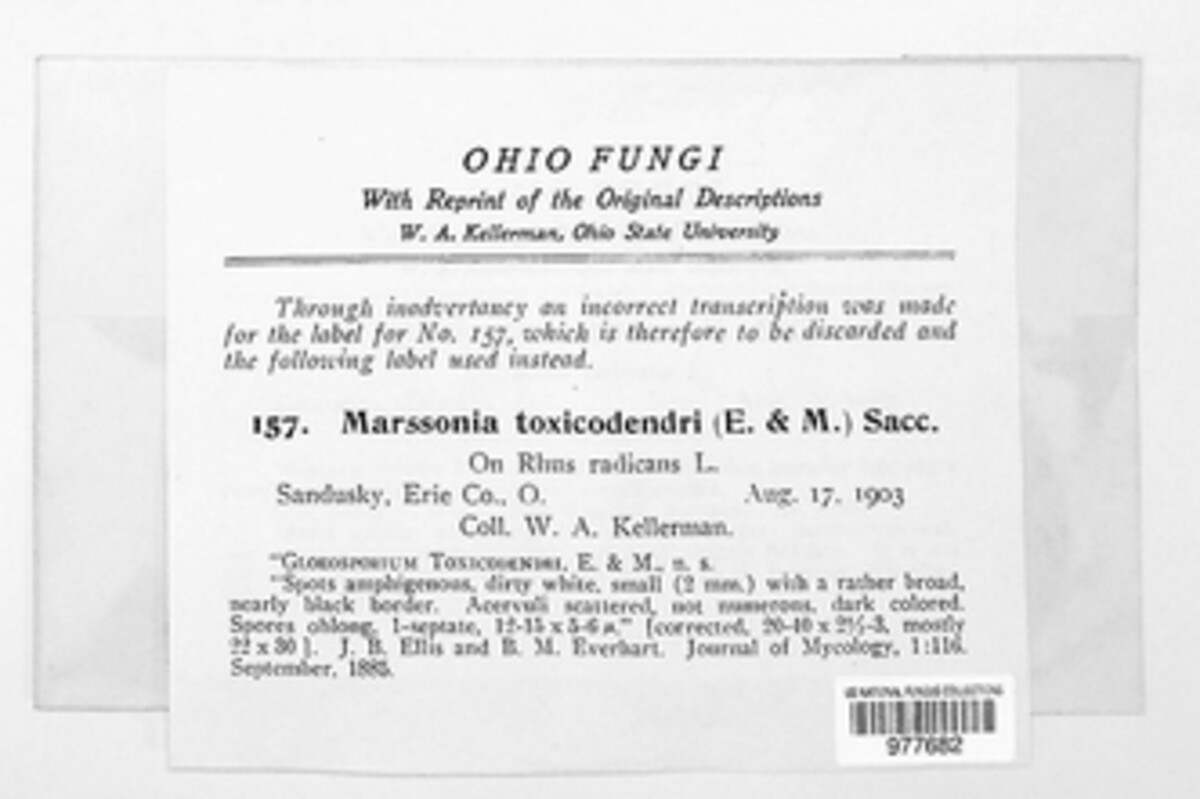 OHIO FUNGI
With Reprint of the Original Descriptions
W. A. Kellerman, Ohio State University
Through inadvertancy an incorrect transcription was made
for the label for No. 157, which is therefore to be discarded and
the following label used instead.
157. Marssonia toxicodendri (E. & M.) Sacc.
On Rhus radicans L.
Sandusky, Erie Co., O. Aug. 17, 1903
Coll. W. A. Kellerman.
"GLOEOSPORIUM TOXICODENDRI, E. & M., n. s.
"Spots amphigenous, dirty white, small (2 mm.) with a rather broad,
nearly black border. Acervuli scattered, not numerous, dark colored.
Spores oblong, 1-septate, 12-15 x 5-6 µ." [corrected, 20-40 x 2½-3, mostly
22 x 30 ]. J. B. Ellis and B. M. Everhart. Journal of Mycology, 1:116.
September, 1885.
US NATIONAL FUNGUS COLLECTIONS
977682